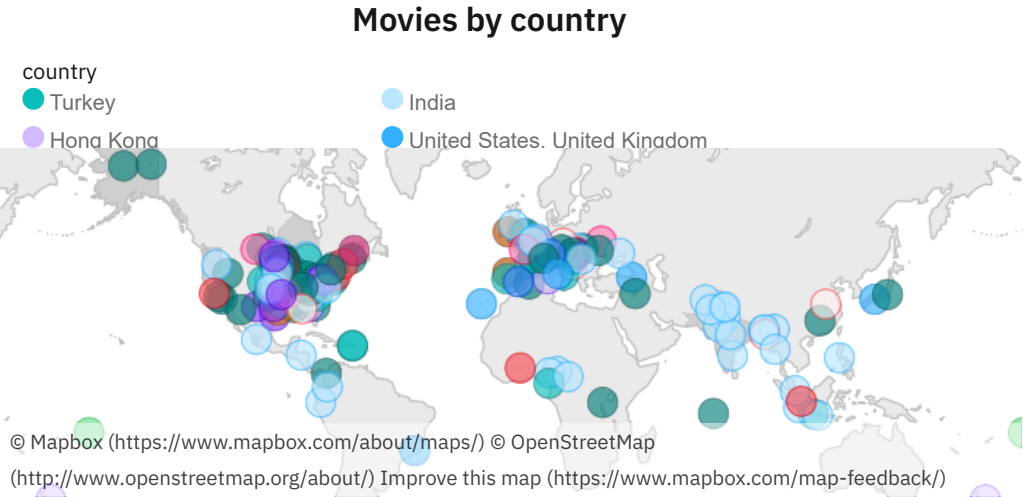 Movies by country
country
Turkey
India
Hong Kong
United States, United Kingdom
© Mapbox (https://www.mapbox.com/about/maps/) © OpenStreetMap
(http://www.openstreetmap.org/about/) Improve this map (https://www.mapbox.com/map-feedback/)